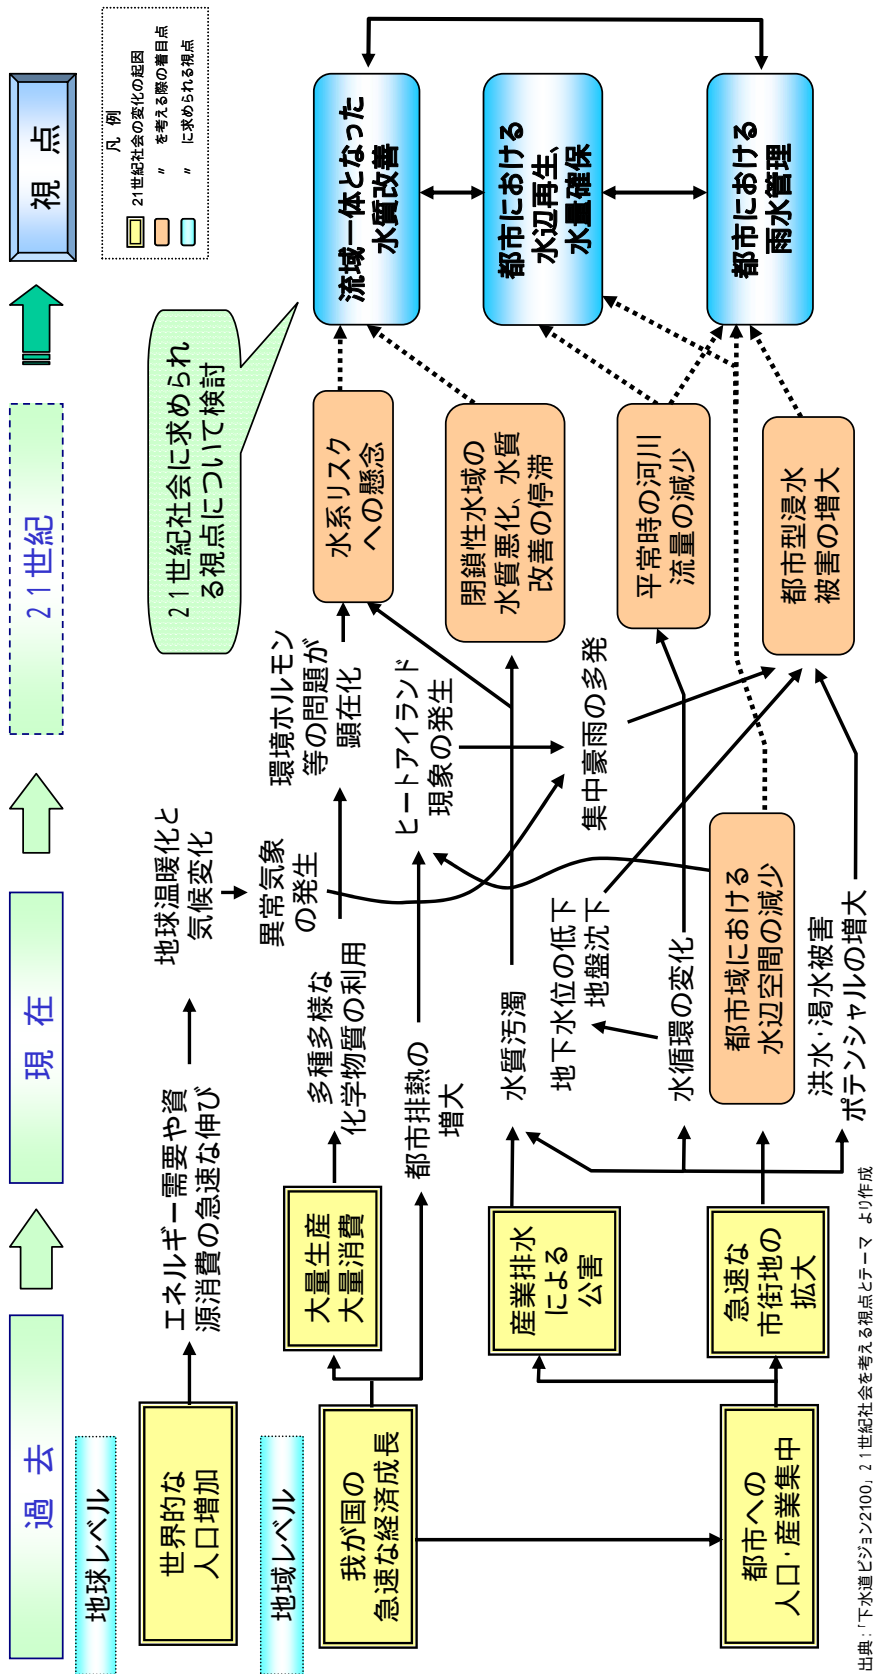 過 去
現 在
21世紀
視 点
凡 例
21世紀社会の変化の起因
〃 を考える際の着目点
〃 に求められる視点
地球レベル
世界的な
人口増加
エネルギー需要や資
源消費の急速な伸び
地球温暖化と
気候変化
異常気象
の発生
21世紀社会に求められ
る視点について検討
地域レベル
我が国の
急速な経済成長
大量生産
大量消費
多種多様な
化学物質の利用
環境ホルモン
等の問題が
顕在化
水系リスク
への懸念
流域一体となった
水質改善
都市排熱の
増大
ヒートアイランド
現象の発生
産業排水
による
公害
水質汚濁
閉鎖性水域の
水質悪化、水質
改善の停滞
都市における
水辺再生、
水量確保
地下水位の低下
地盤沈下
集中豪雨の多発
水循環の変化
平常時の河川
流量の減少
都市への
人口・産業集中
急速な
市街地の
拡大
都市域における
水辺空間の減少
都市における
雨水管理
洪水・渇水被害
ポテンシャルの増大
都市型浸水
被害の増大
出典:「下水道ビジョン2100」 21世紀社会を考える視点とテーマ より作成